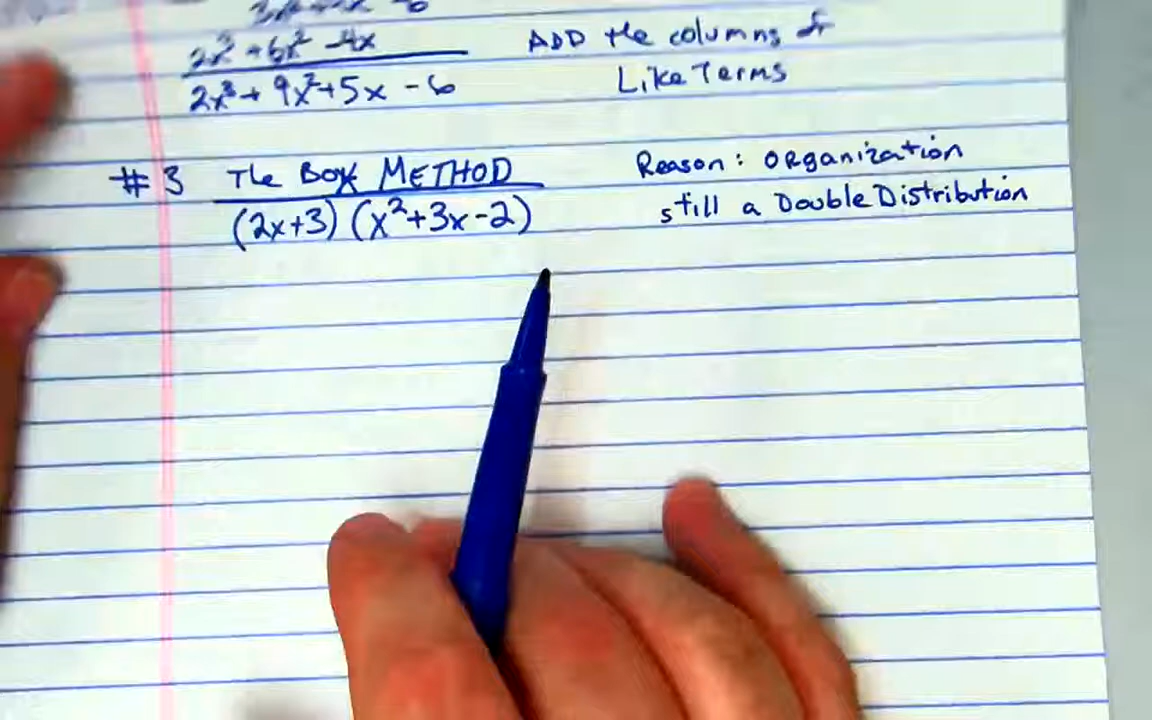 2x³ +6x² -4x
2x³+ 9x²+5x -6
ADD the columns of
Like Terms
#3 The Box METHOD
(2x+3) (x²+3x-2)
Reason: Organization
still a Double Distribution